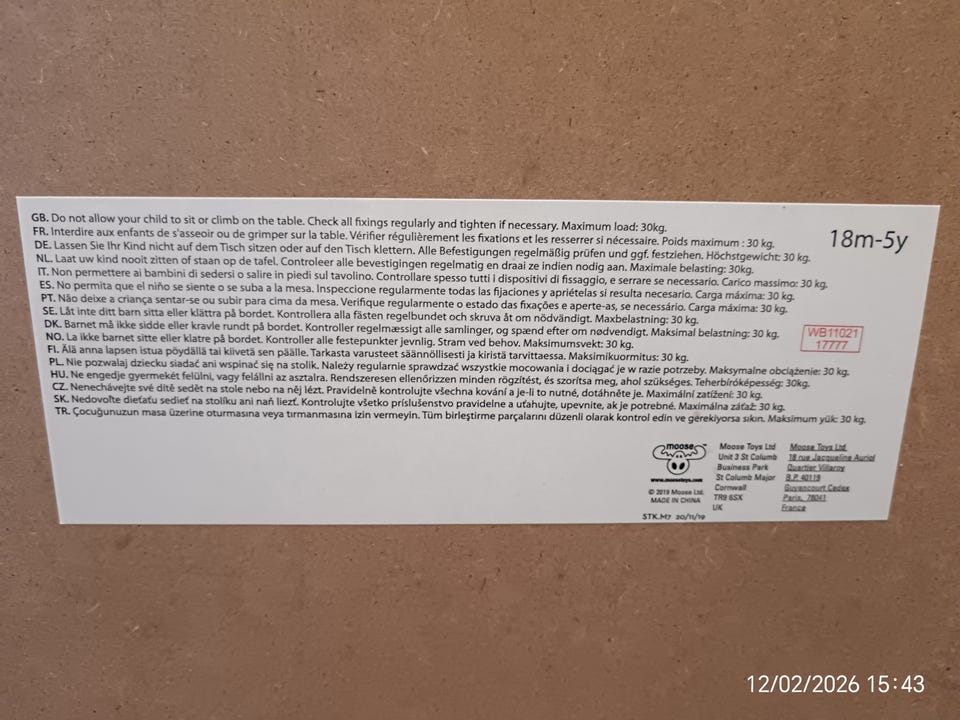 GB. Do not allow your child to sit or climb on the table. Check all fixings regularly and tighten if necessary. Maximum load: 30kg.
FR. Interdire aux enfants de s'asseoir ou de grimper sur la table. Vérifier régulièrement les fixations et les resserrer si nécessaire. Poids maximum : 30 kg.
DE. Lassen Sie Ihr Kind nicht auf dem Tisch sitzen oder auf den Tisch klettern. Alle Befestigungen regelmäßig prüfen und ggf. festziehen. Höchstgewicht: 30 kg.
NL. Laat uw kind nooit zitten of staan op de tafel. Controleer alle bevestigingen regelmatig en draai ze indien nodig aan. Maximale belasting: 30kg.
IT. Non permettere ai bambini di sedersi o salire in piedi sul tavolino. Controllare spesso tutti i dispositivi di fissaggio, e serrare se necessario. Carico massimo: 30 kg.
ES. No permita que el niño se siente o se suba a la mesa. Inspeccione regularmente todas las fijaciones y apriételas si resulta necesario. Carga máxima: 30 kg.
PT. Não deixe a criança sentar-se ou subir para cima da mesa. Verifique regularmente o estado das fixações e aperte-as, se necessário. Carga máxima: 30 kg.
SE. Låt inte ditt barn sitta eller klättra på bordet. Kontrollera alla fästen regelbundet och skruva åt om nödvändigt. Maxbelastning: 30 kg.
DK. Barnet må ikke sidde eller kravle rundt på bordet. Kontroller regelmæssigt alle samlinger, og spænd efter om nødvendigt. Maksimal belastning: 30 kg.
NO. La ikke barnet sitte eller klatre på bordet. Kontroller alle festepunkter jevnlig. Stram ved behov. Maksimumsvekt: 30 kg.
FI. Älä anna lapsen istua pöydällä tai kiivetä sen päälle. Tarkasta varusteet säännöllisesti ja kiristä tarvittaessa. Maksimikuormitus: 30 kg.
PL. Nie pozwalaj dziecku siadać ani wspinać się na stolik. Należy regularnie sprawdzać wszystkie mocowania i dociągać je w razie potrzeby. Maksymalne obciążenie: 30 kg.
HU. Ne engedje gyermekét felülni, vagy felállni az asztalra. Rendszeresen ellenőrizzen minden rögzítést, és szorítsa meg, ahol szükséges. Teherbíróképesség: 30kg.
CZ. Nenechávejte své dítě sedět na stole nebo na něj lézt. Pravidelně kontrolujte všechna kování a je-li to nutné, dotáhněte je. Maximální zatížení: 30 kg.
SK. Nedovoľte dieťaťu sedieť na stolíku ani naň liezť. Kontrolujte všetko príslušenstvo pravidelne a uťahujte, upevnite, ak je potrebné. Maximálna záťaž: 30 kg.
TR. Çocuğunuzun masa üzerine oturmasına veya tırmanmasına izin vermeyin. Tüm birleştirme parçalarını düzenli olarak kontrol edin ve gerekiyorsa sıkın. Maksimum yük: 30 kg.
18m-5y
WB11021
17777
moose
www.moosetoys.com
© 2019 Moose Ltd.
MADE IN CHINA
STK.M7 20/11/19
Moose Toys Ltd
Unit 3 St Columb
Business Park
St Columb Major
Cornwall
TR9 6SX
UK
Moose Toys Ltd
18 rue Jacqueline Auriol
Quartier Villaroy
B.P. 40119
Guyancourt Cedex
Paris, 78041
France
12/02/2026 15:43